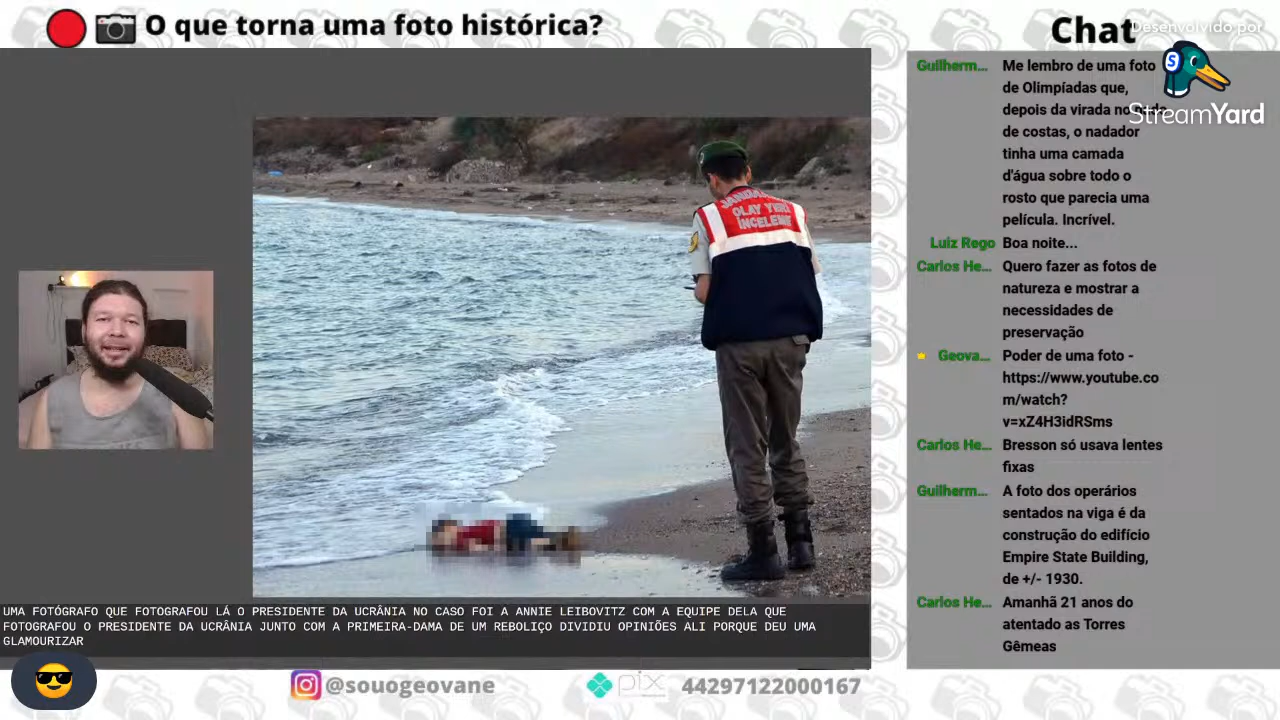 O que torna uma foto histórica?
Chat
Desenvolvido por
StreamYard
Guilherm... Me lembro de uma foto
de Olimpíadas que,
depois da virada no
de costas, o nadador
tinha uma camada
d'água sobre todo o
rosto que parecia uma
película. Incrível.
Luiz Rego Boa noite...
Carlos He... Quero fazer as fotos de
natureza e mostrar a
necessidades de
preservação
Geova... Poder de uma foto -
https://www.youtube.co
m/watch?
v=xZ4H3idRSms
Carlos He... Bresson só usava lentes
fixas
Guilherm... A foto dos operários
sentados na viga é da
construção do edifício
Empire State Building,
de +/- 1930.
Carlos He... Amanhã 21 anos do
atentado as Torres
Gêmeas
OLAY YERİ
İNCELEME
UMA FOTÓGRAFO QUE FOTOGRAFOU LÁ O PRESIDENTE DA UCRÂNIA NO CASO FOI A ANNIE LEIBOVITZ COM A EQUIPE DELA QUE
FOTOGRAFOU O PRESIDENTE DA UCRÂNIA JUNTO COM A PRIMEIRA-DAMA DE UM REBOLIÇO DIVIDIU OPINIÕES ALI PORQUE DEU UMA
GLAMOURIZAR
@souogeovane
pix
44297122000167